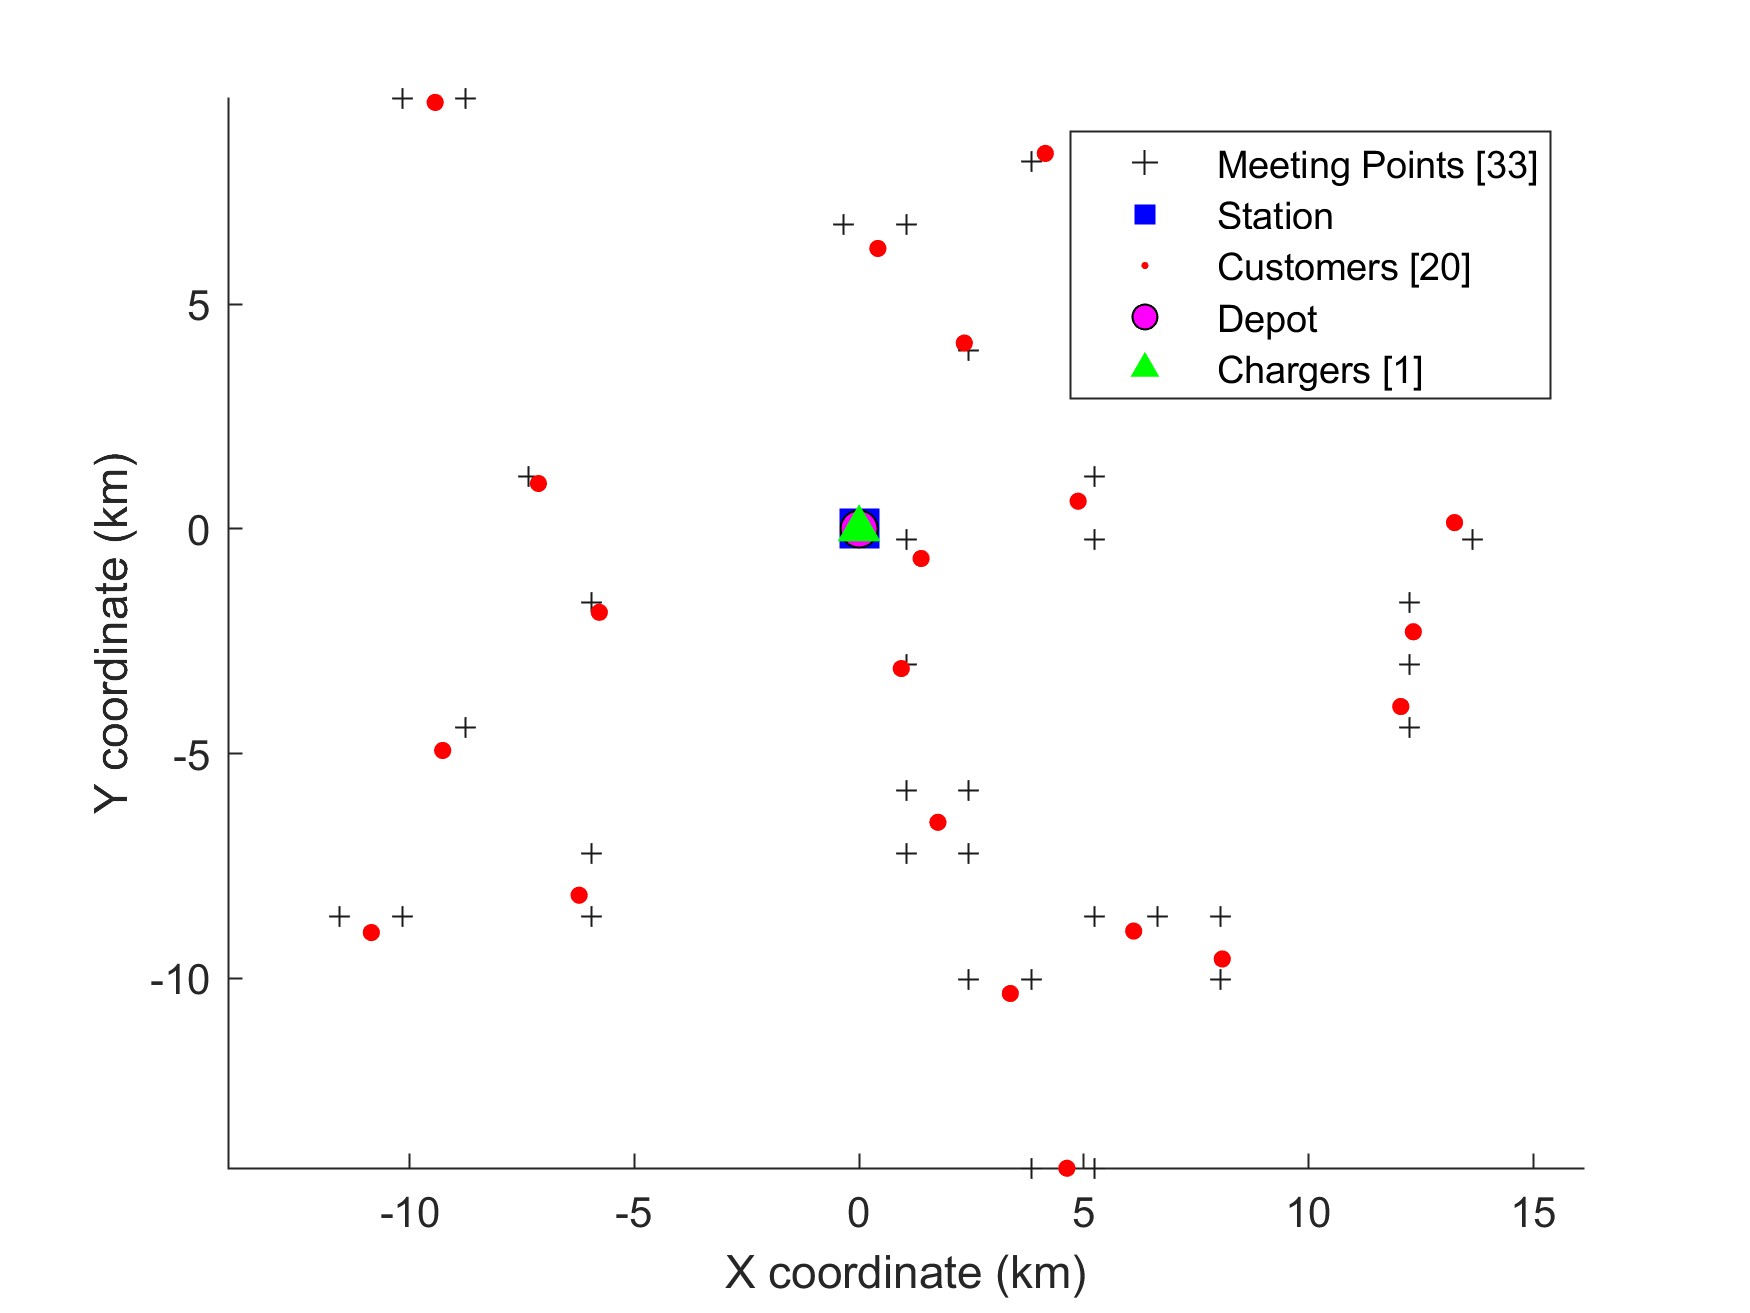 Meeting Points [33]
Station
Customers [20]
Depot
Chargers [1]
5
0
-5
-10
Y coordinate (km)
-10
-5
0
5
10
15
X coordinate (km)